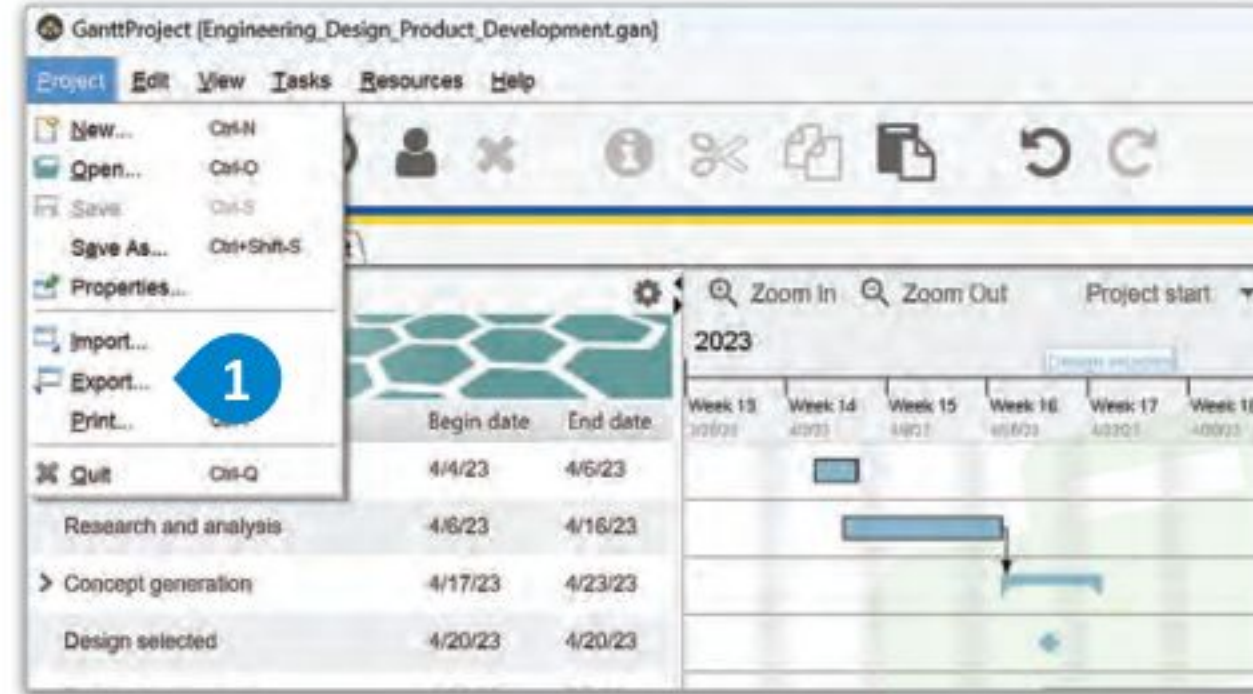 GanttProject [Engineering_Design_Product_Development.gan]
Project Edit View Tasks Resources Help
New... Ctrl-N
Open... Ctrl-O
Save Ctrl-S
Save As... Ctrl+Shift-S
Properties...
Import...
Export...
1
Print...
Quit Ctrl-Q
Zoom In Zoom Out Project start
2023
Begin date End date
Week 13 Week 14 Week 15 Week 16 Week 17
4/4/23 4/6/23
Research and analysis 4/6/23 4/16/23
> Concept generation 4/17/23 4/23/23
Design selected 4/20/23 4/20/23